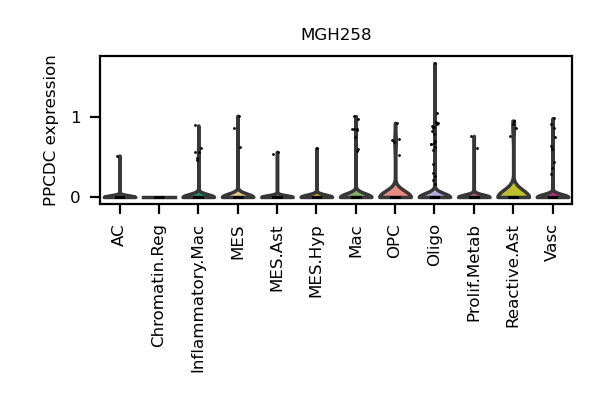 MGH258
PPCDC expression
1
0
AC
Chromatin.Reg
Inflammatory.Mac
MES
MES.Ast
MES.Hyp
Mac
OPC
Oligo
Prolif.Metab
Reactive.Ast
Vasc